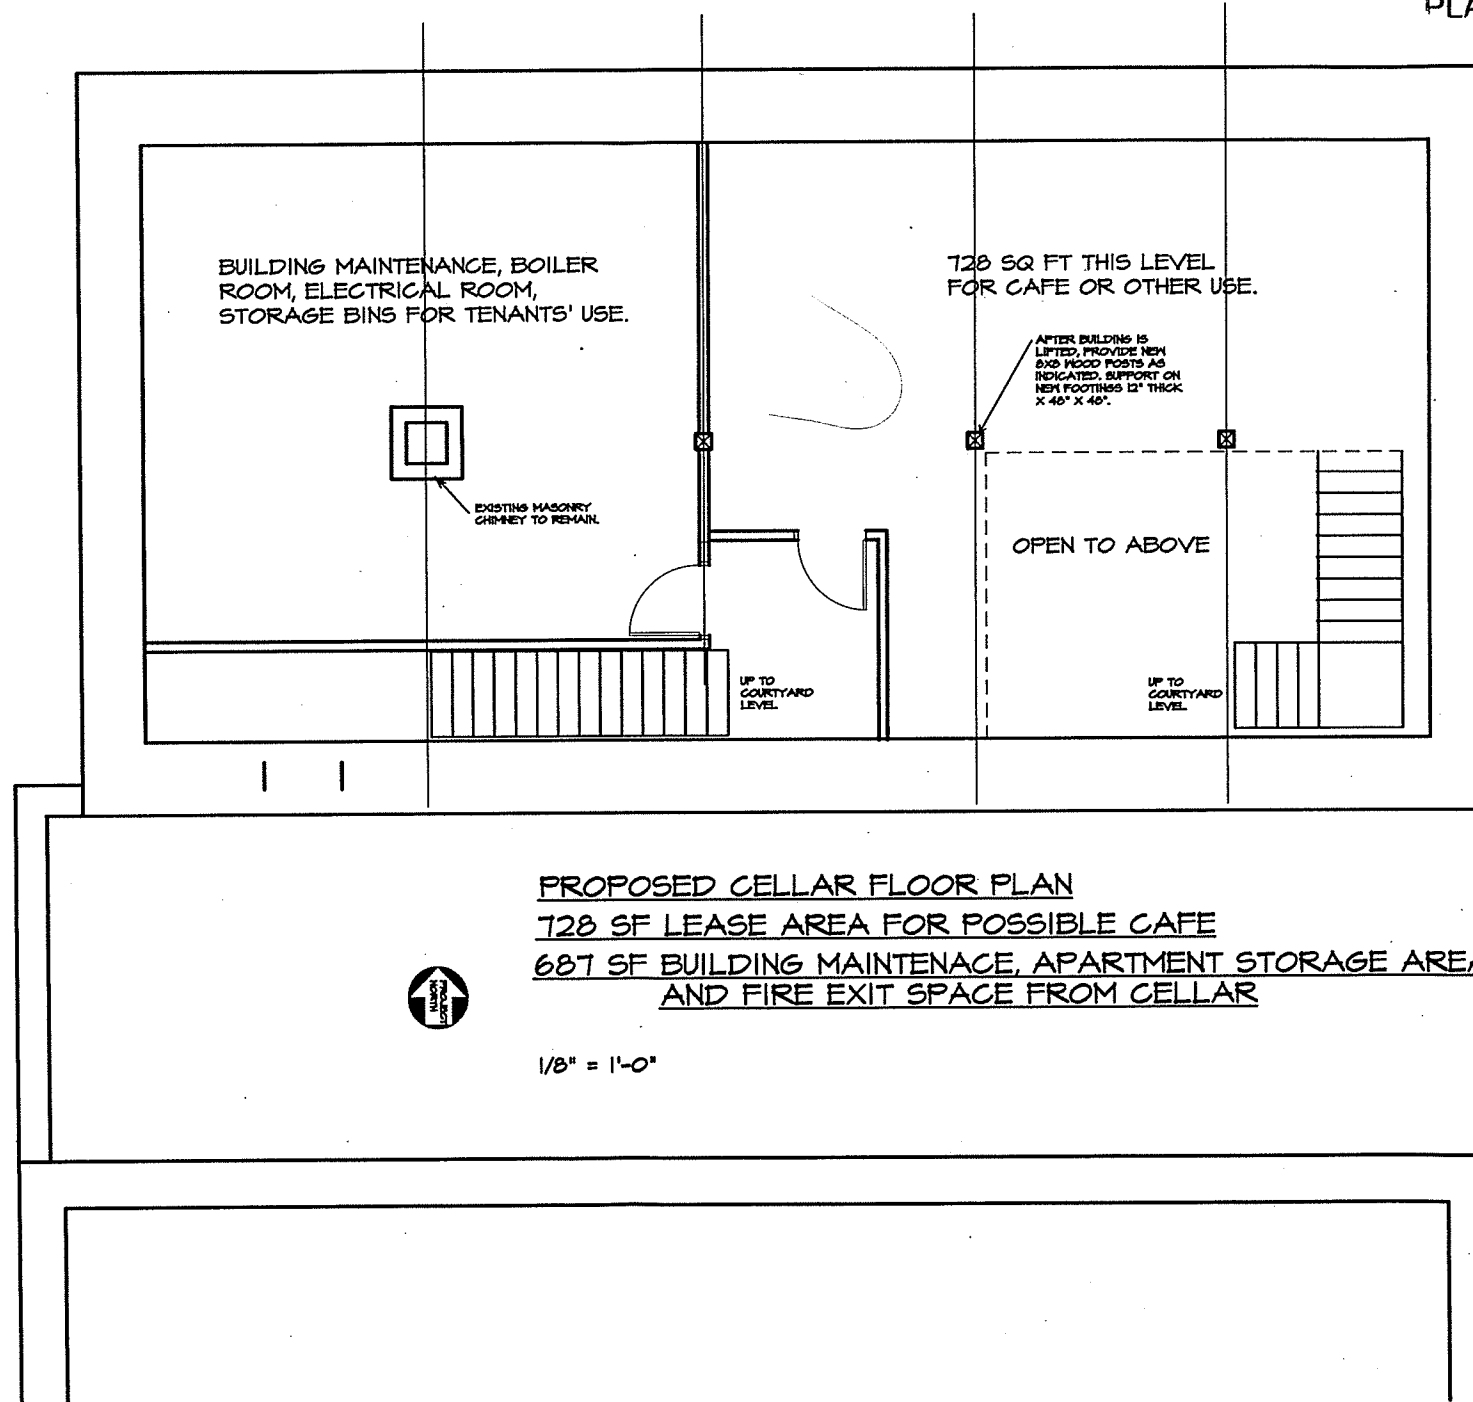 PLA
BUILDING MAINTENANCE, BOILER
ROOM, ELECTRICAL ROOM,
STORAGE BINS FOR TENANTS' USE.
728 SQ FT THIS LEVEL
FOR CAFE OR OTHER USE.
AFTER BUILDING IS
LIFTED, PROVIDE NEW
8X8 WOOD POSTS AS
INDICATED. SUPPORT ON
NEW FOOTINGS 12" THICK
X 48" X 48".
EXISTING MASONRY
CHIMNEY TO REMAIN.
OPEN TO ABOVE
UP TO
COURTYARD
LEVEL
UP TO
COURTYARD
LEVEL
PROPOSED CELLAR FLOOR PLAN
728 SF LEASE AREA FOR POSSIBLE CAFE
687 SF BUILDING MAINTENACE, APARTMENT STORAGE AREA
AND FIRE EXIT SPACE FROM CELLAR
PROJECT
NORTH
1/8" = 1'-0"